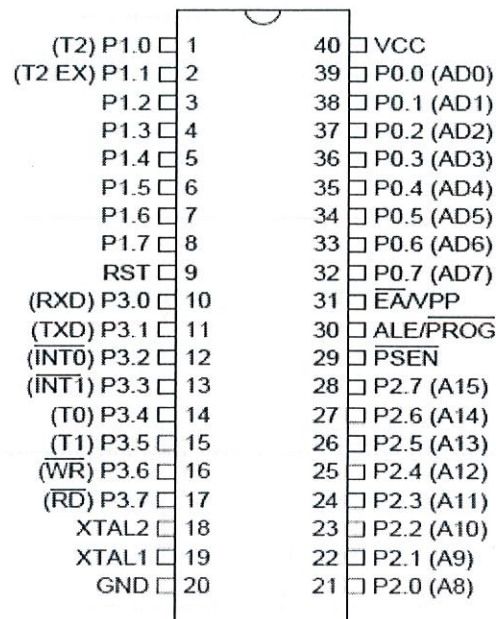 (T2) P1.0 1 40 VCC
(T2 EX) P1.1 2 39 P0.0 (AD0)
P1.2 3 38 P0.1 (AD1)
P1.3 4 37 P0.2 (AD2)
P1.4 5 36 P0.3 (AD3)
P1.5 6 35 P0.4 (AD4)
P1.6 7 34 P0.5 (AD5)
P1.7 8 33 P0.6 (AD6)
RST 9 32 P0.7 (AD7)
(RXD) P3.0 10 31 E̅A̅/VPP
(TXD) P3.1 11 30 ALE/P̅R̅O̅G̅
(I̅N̅T̅0̅) P3.2 12 29 P̅S̅E̅N̅
(I̅N̅T̅1̅) P3.3 13 28 P2.7 (A15)
(T0) P3.4 14 27 P2.6 (A14)
(T1) P3.5 15 26 P2.5 (A13)
(W̅R̅) P3.6 16 25 P2.4 (A12)
(R̅D̅) P3.7 17 24 P2.3 (A11)
XTAL2 18 23 P2.2 (A10)
XTAL1 19 22 P2.1 (A9)
GND 20 21 P2.0 (A8)